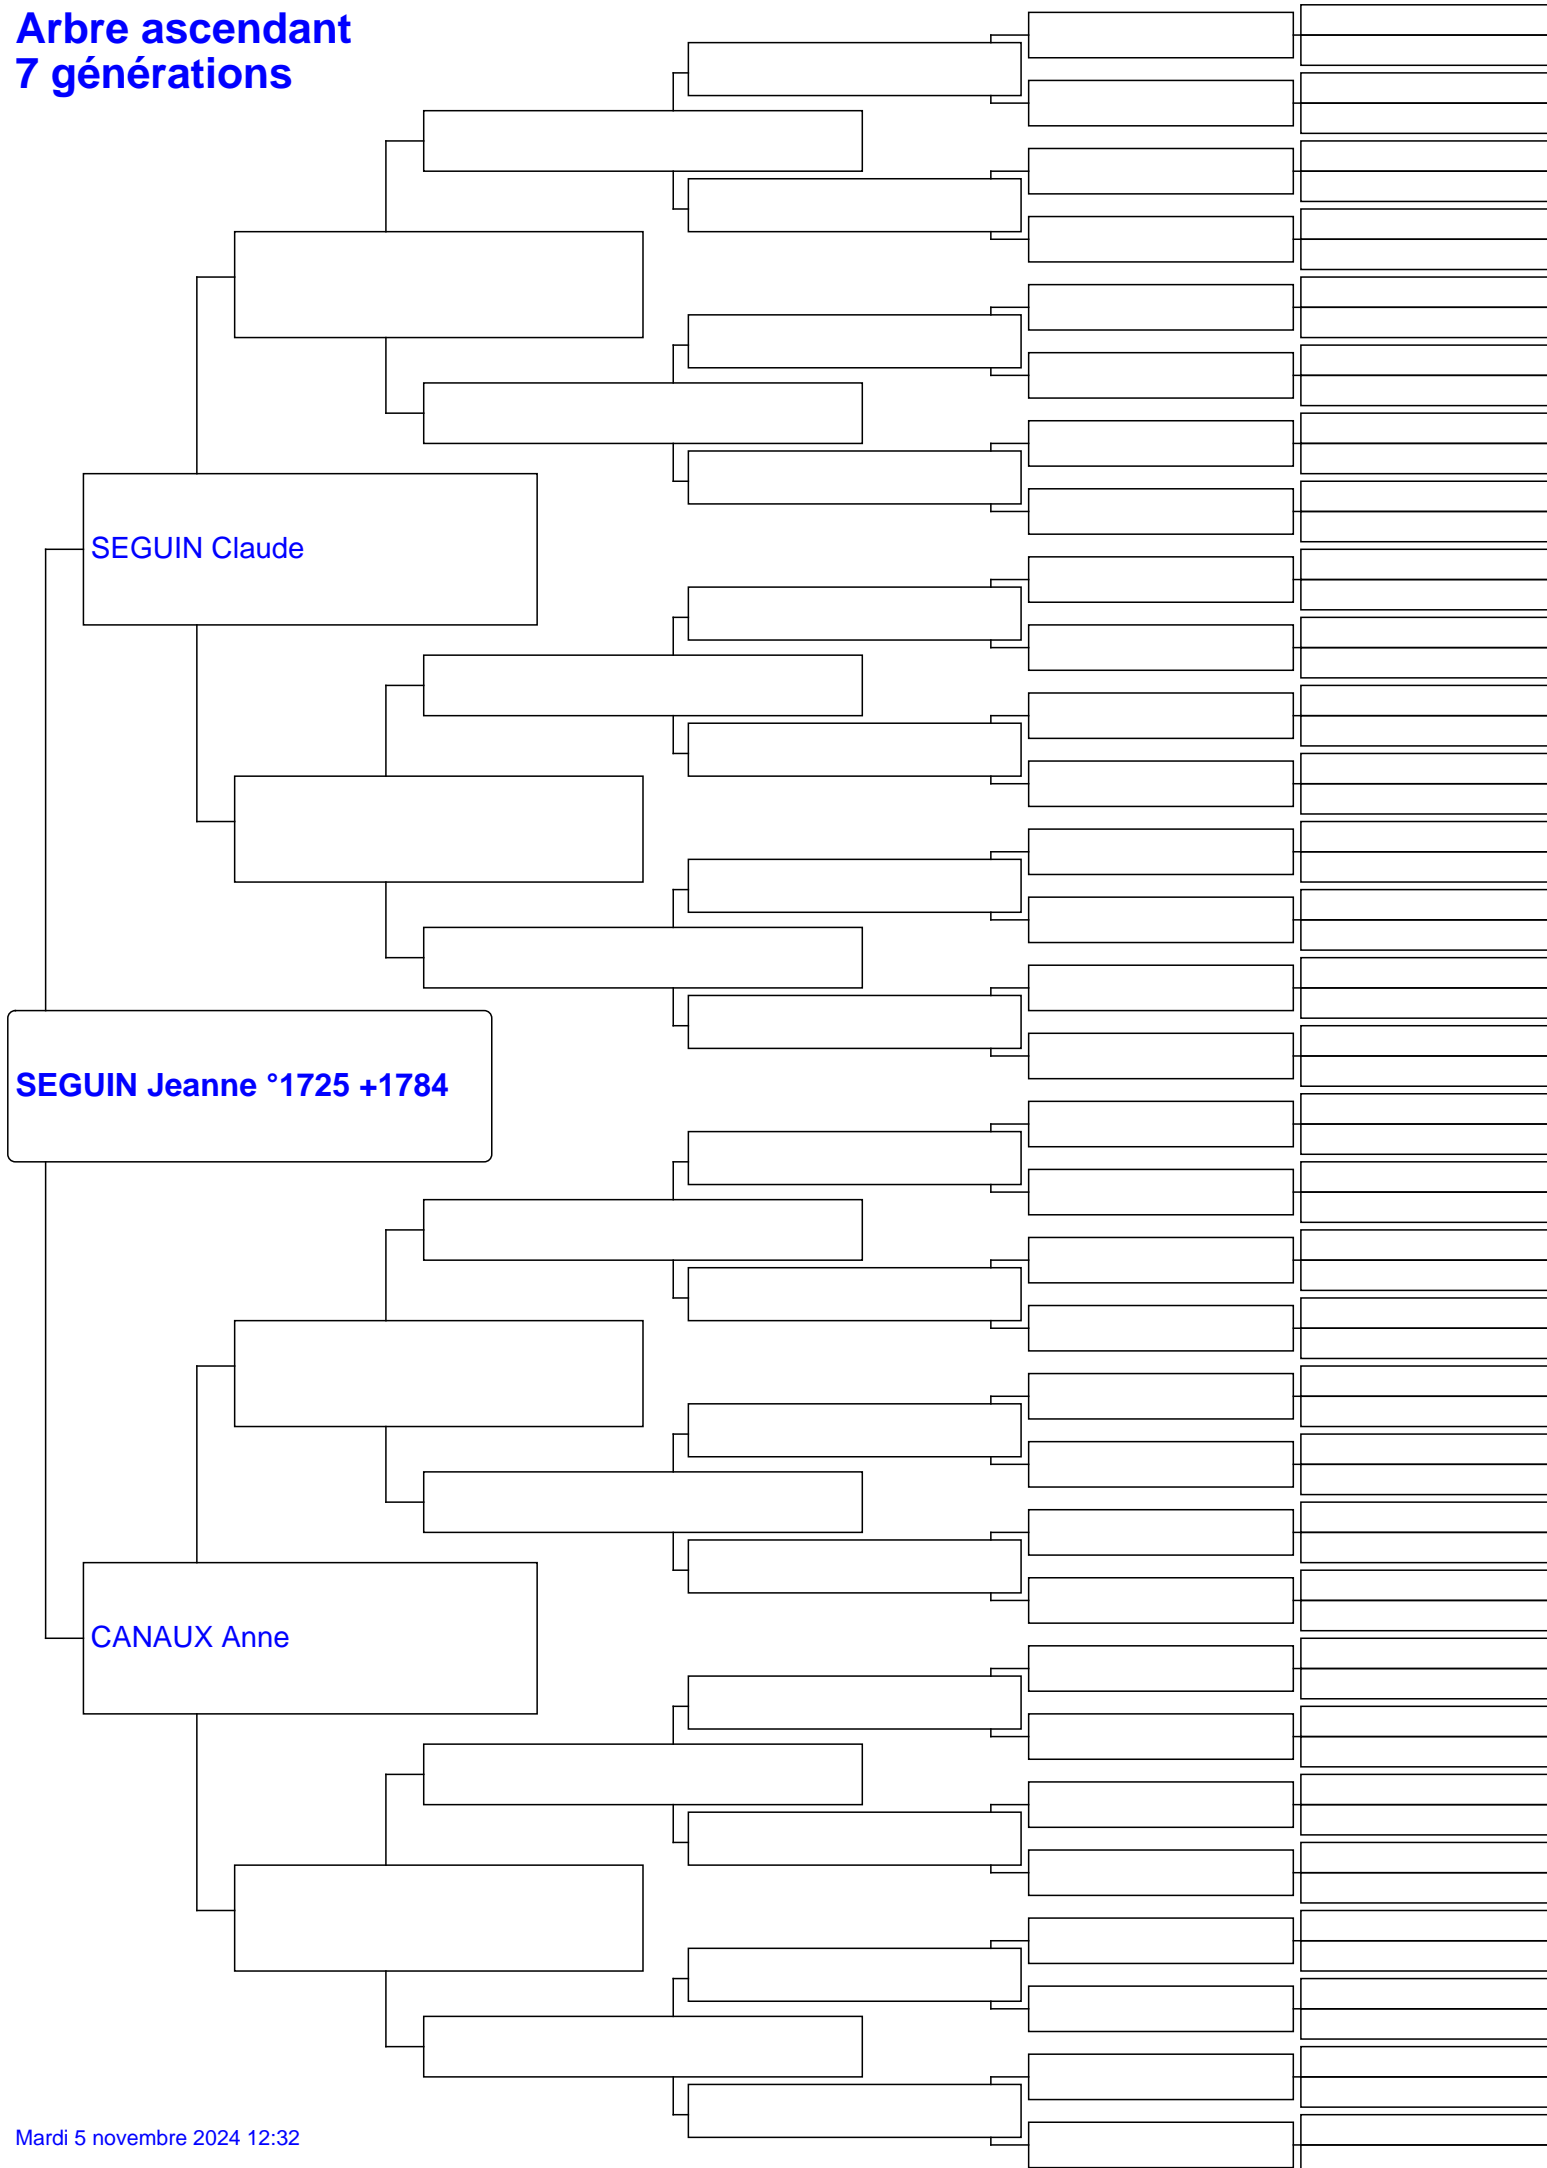 Arbre ascendant
7 générations
SEGUIN Claude
SEGUIN Jeanne °1725 +1784
CANAUX Anne
Mardi 5 novembre 2024 12:32